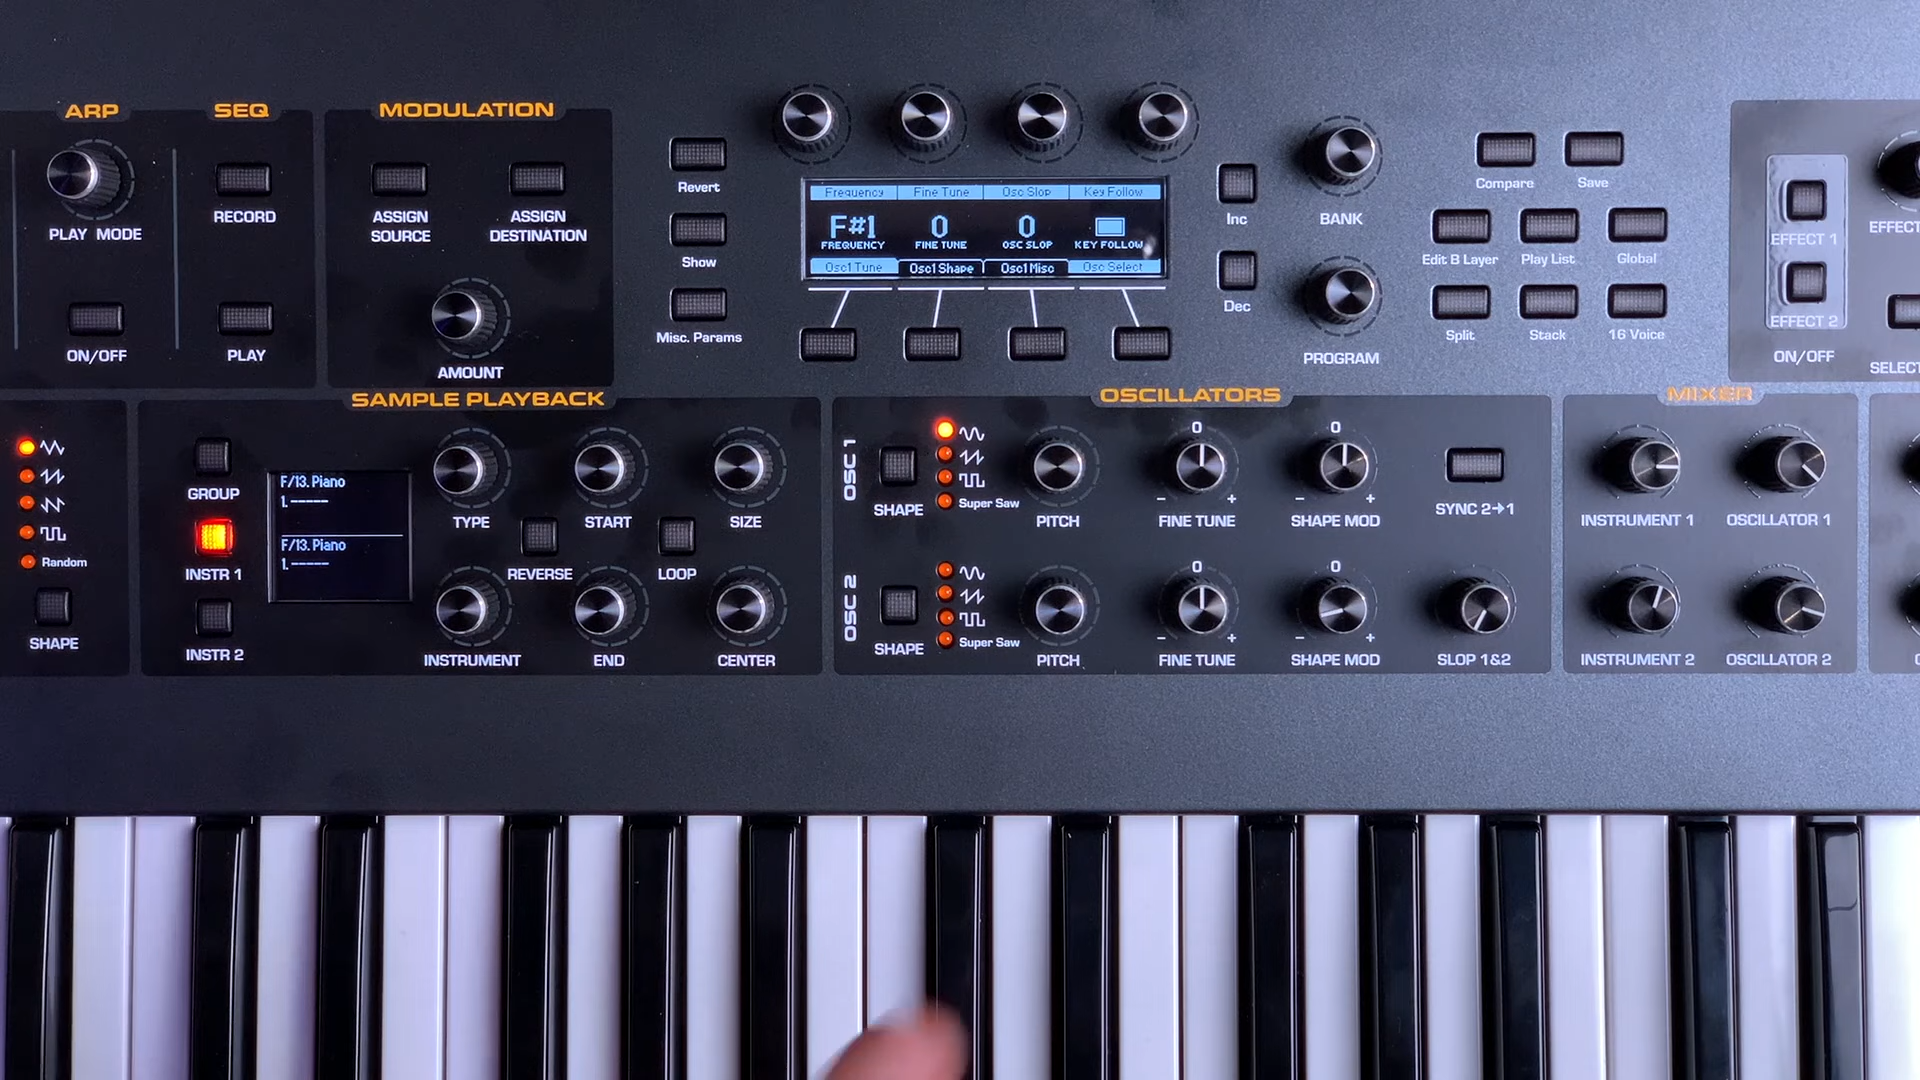 ARP
SEQ
MODULATION
PLAY MODE
RECORD
ASSIGN SOURCE
ASSIGN DESTINATION
ON/OFF
PLAY
AMOUNT
Revert
Show
Misc. Params
Frequency Fine Tune Osc Slop Key Follow
F#1 0 0
FREQUENCY FINE TUNE OSC SLOP KEY FOLLOW
Osc1 Tune Osc1 Shape Osc1 Misc Osc Select
Inc
Dec
BANK
PROGRAM
Compare
Save
Edit B Layer
Play List
Global
Split
Stack
16 Voice
EFFECT 1
EFFECT 2
ON/OFF
Random
SHAPE
SAMPLE PLAYBACK
GROUP
INSTR 1
INSTR 2
F/13. Piano
1. -----
F/13. Piano
1. -----
TYPE
START
SIZE
REVERSE
LOOP
INSTRUMENT
END
CENTER
OSCILLATORS
OSC 1
SHAPE
Super Saw
PITCH
0
- +
FINE TUNE
0
- +
SHAPE MOD
SYNC 2→1
OSC 2
SHAPE
Super Saw
PITCH
0
- +
FINE TUNE
0
- +
SHAPE MOD
SLOP 1&2
MIXER
INSTRUMENT 1
OSCILLATOR 1
INSTRUMENT 2
OSCILLATOR 2